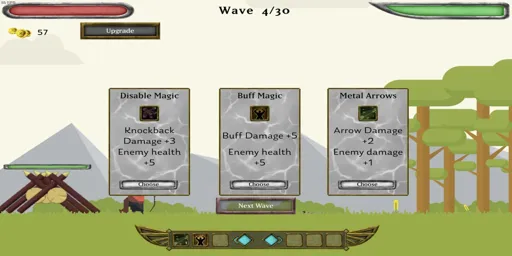 Wave 4/30
57
Upgrade
Disable Magic
Knockback
Damage +3
Enemy health
+5
Choose
Buff Magic
Buff Damage +5
Enemy health
+5
Choose
Metal Arrows
Arrow Damage
+2
Enemy damage
+1
Choose
Next Wave